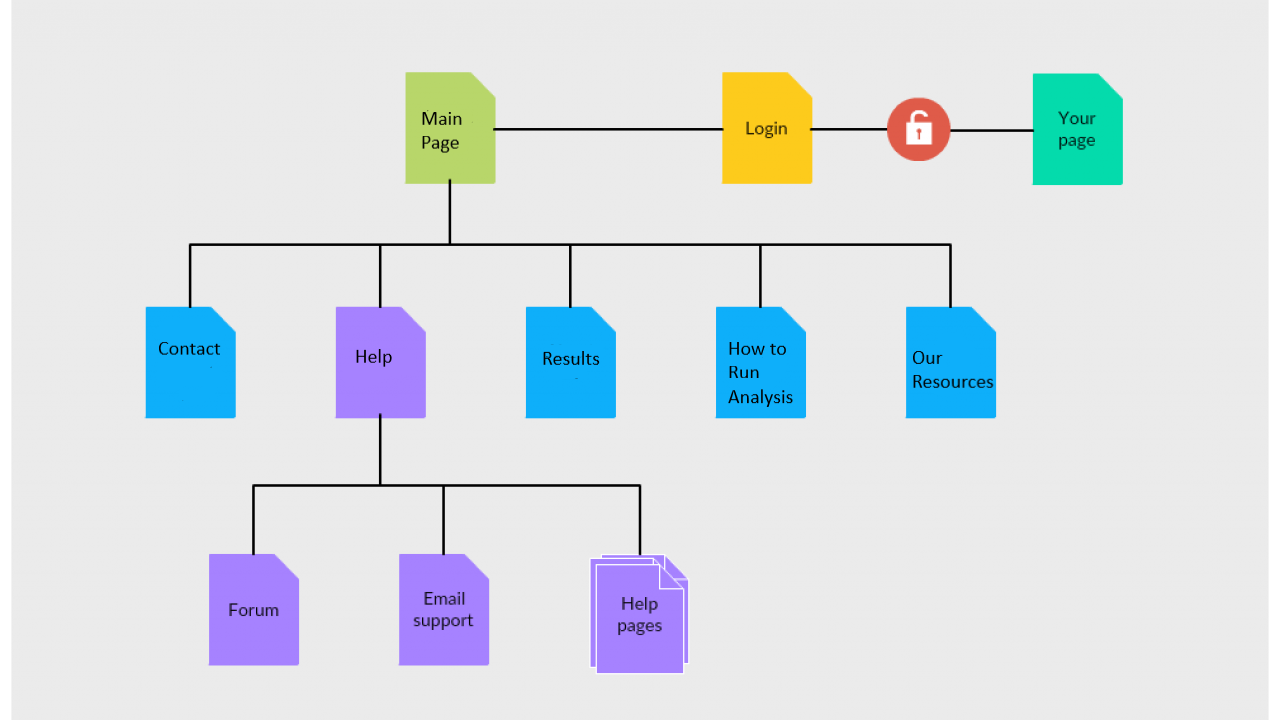 Main
Page
Login
Your
page
Contact
Help
Results
How to
Run
Analysis
Our
Resources
Forum
Email
support
Help
pages